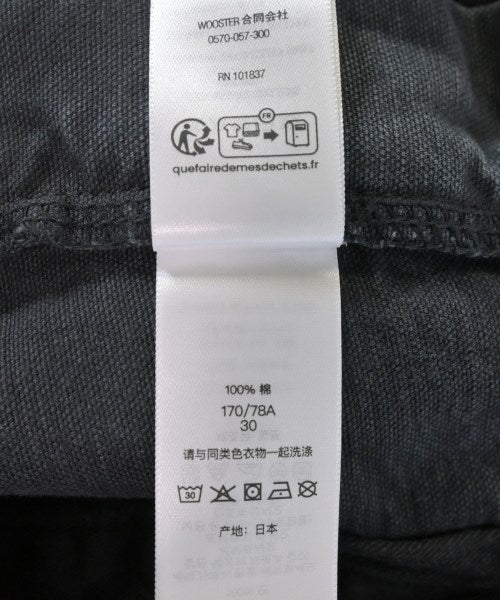 WOOSTER 合同会社
0570-057-300
RN 101837
FR
quefairedemesdechets.fr
100% 棉
170/78A
30
请与同类色衣物一起洗涤
30
产地: 日本